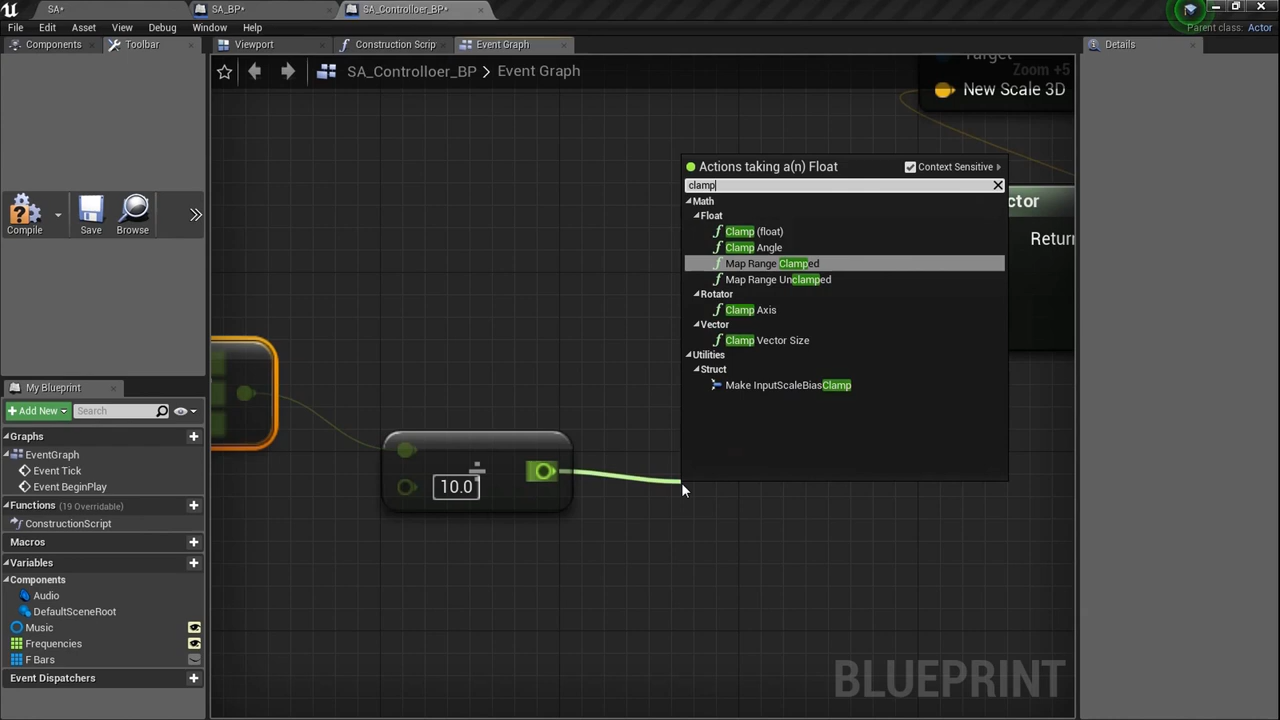 SA*
SA_BP*
SA_Controlloer_BP*
File Edit Asset View Debug Window Help
Parent class: Actor
Components
Toolbar
Viewport
Construction Scrip
Event Graph
Details
SA_Controlloer_BP > Event Graph
Target
Zoom +5
New Scale 3D
Compile
Save
Browse
Actions taking a(n) Float
Context Sensitive
clamp
Math
Float
Clamp (float)
Clamp Angle
Map Range Clamped
Map Range Unclamped
Rotator
Clamp Axis
Vector
Clamp Vector Size
Utilities
Struct
Make InputScaleBiasClamp
ctor
Return
10.0
My Blueprint
+Add New
Search
Graphs
EventGraph
Event Tick
Event BeginPlay
Functions (19 Overridable)
ConstructionScript
Macros
Variables
Components
Audio
DefaultSceneRoot
Music
Frequencies
F Bars
Event Dispatchers
BLUEPRINT